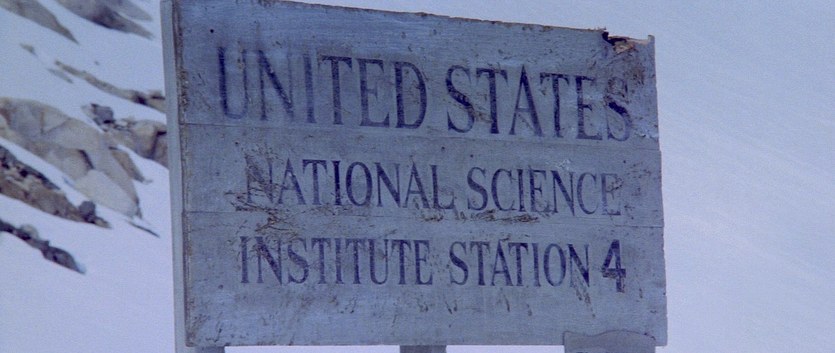 UNITED STATES
NATIONAL SCIENCE
INSTITUTE STATION 4